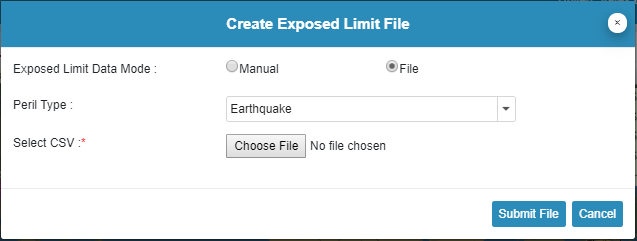 Create Exposed Limit File
Exposed Limit Data Mode : Manual File
Peril Type : Earthquake
Select CSV :* Choose File No file chosen
Submit File Cancel